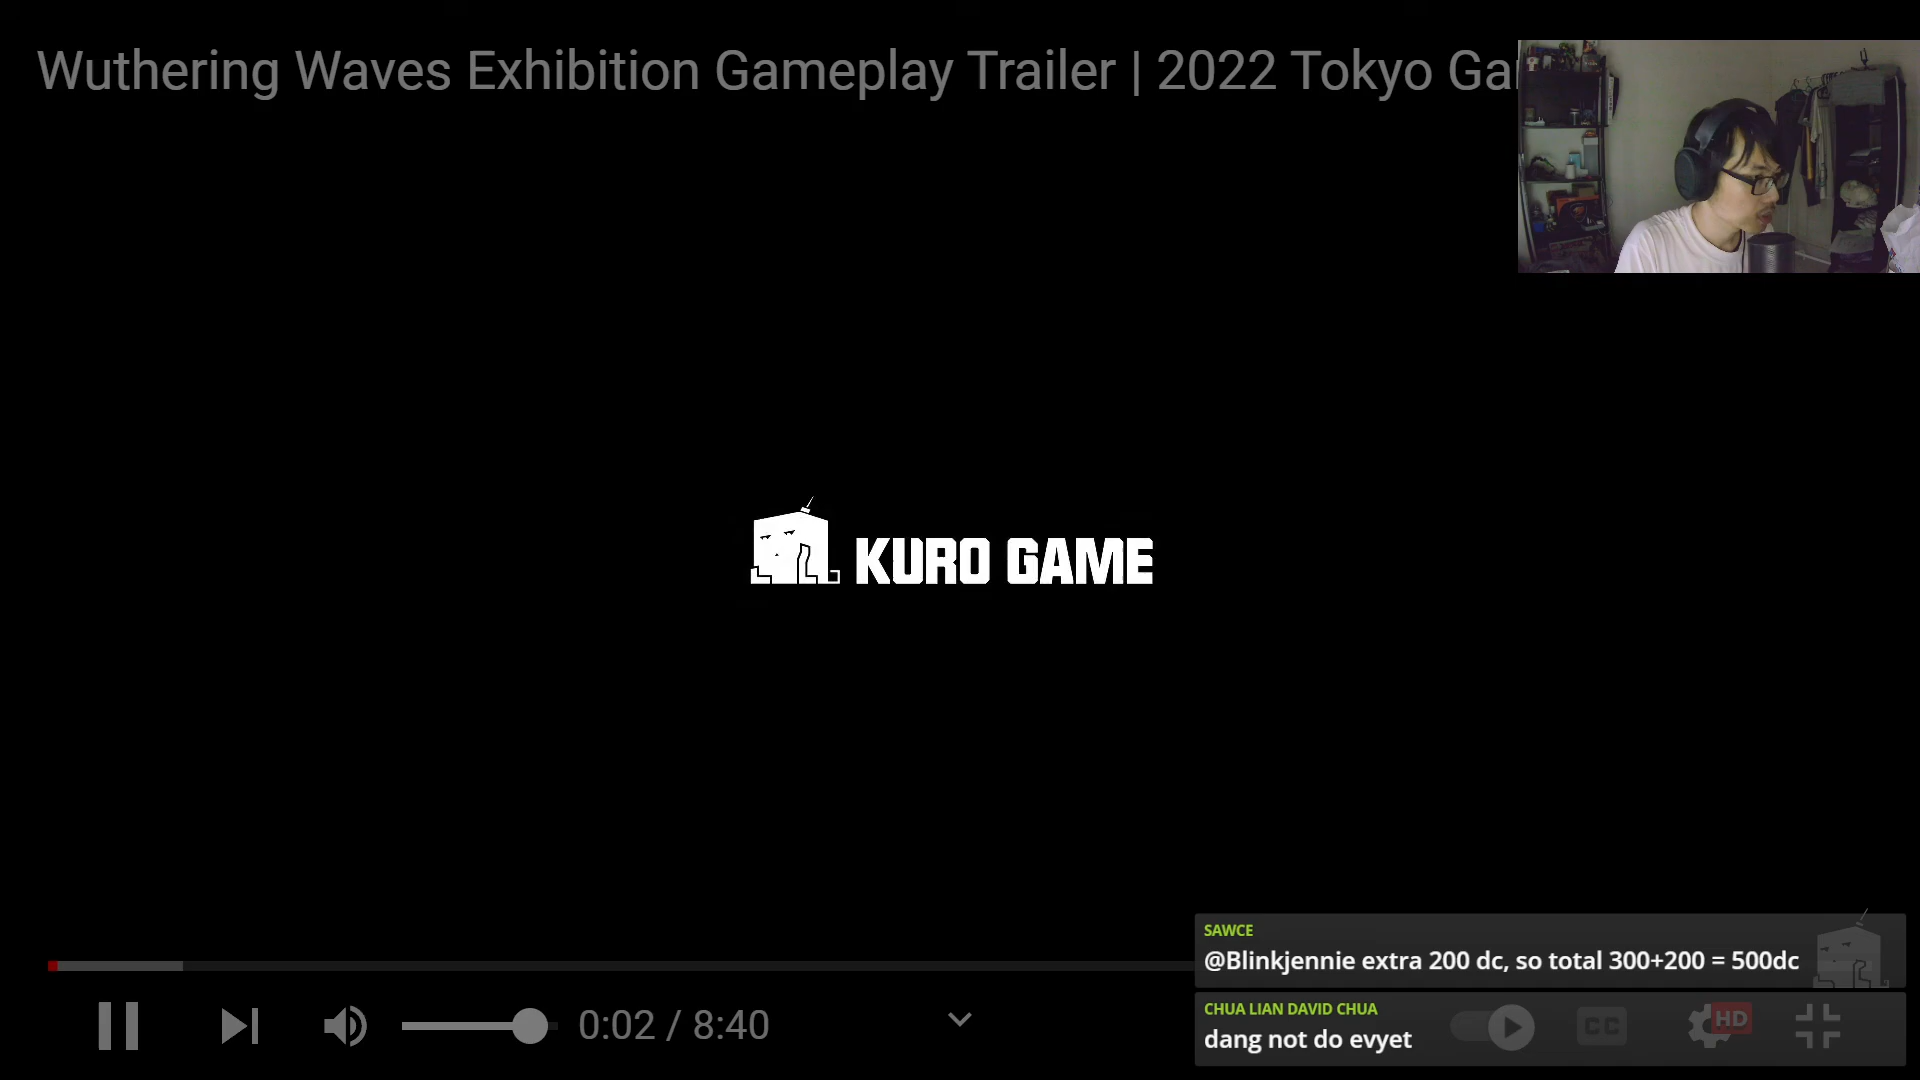 Wuthering Waves Exhibition Gameplay Trailer | 2022 Tokyo Ga
KURO GAME
SAWCE
@Blinkjennie extra 200 dc, so total 300+200 = 500dc
CHUA LIAN DAVID CHUA
dang not do evyet
0:02 / 8:40
CC
HD